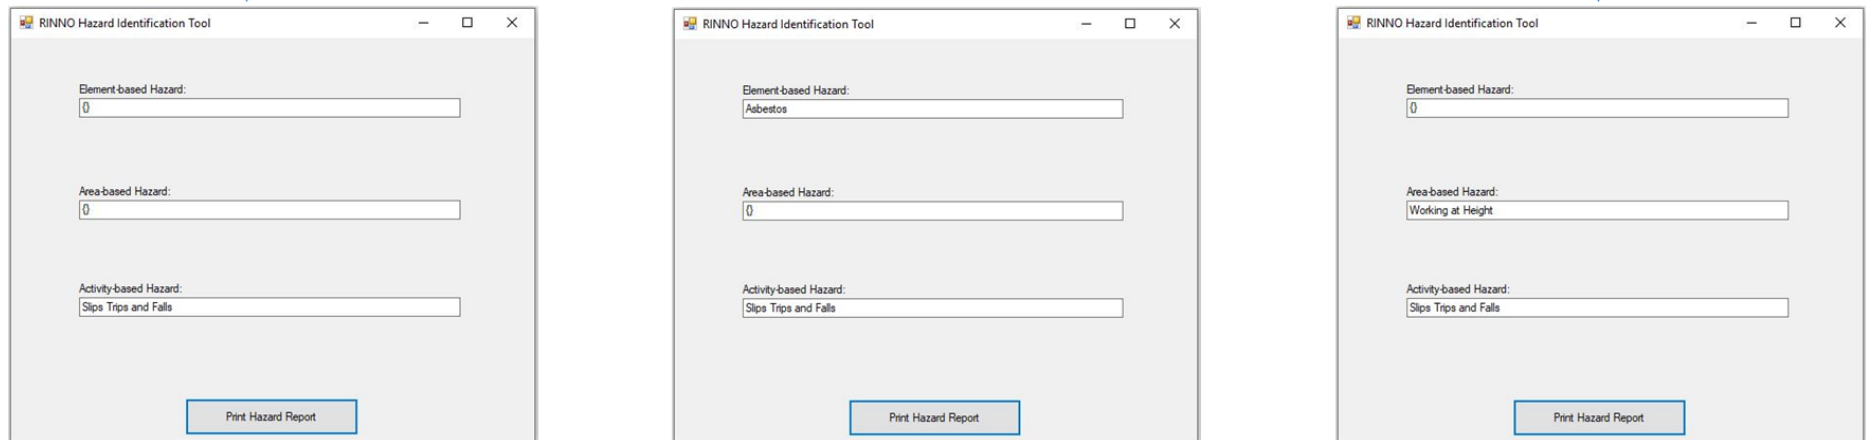 RINNO Hazard Identification Tool
Element-based Hazard:
{}
Area-based Hazard:
{}
Activity-based Hazard:
Slips Trips and Falls
Print Hazard Report
RINNO Hazard Identification Tool
Element-based Hazard:
Asbestos
Area-based Hazard:
{}
Activity-based Hazard:
Slips Trips and Falls
Print Hazard Report
RINNO Hazard Identification Tool
Element-based Hazard:
{}
Area-based Hazard:
Working at Height
Activity-based Hazard:
Slips Trips and Falls
Print Hazard Report